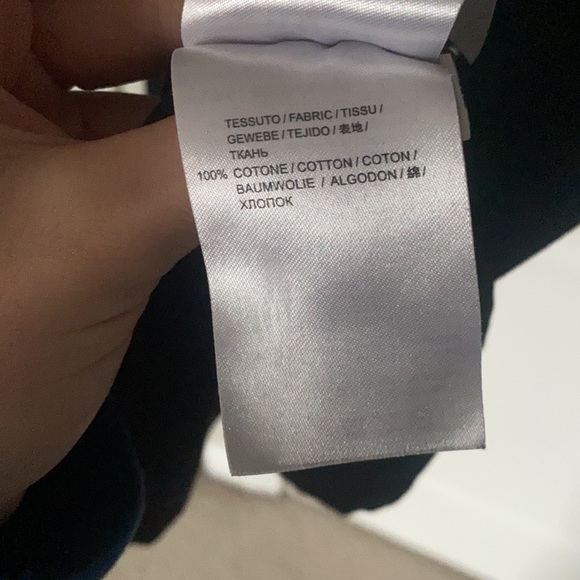 TESSUTO / FABRIC / TISSU /
GEWEBE / TEJIDO / 表地 /
ТКАНЬ
100% COTONE / COTTON / COTON /
BAUMWOLIE / ALGODON / 綿 /
ХЛОПОК